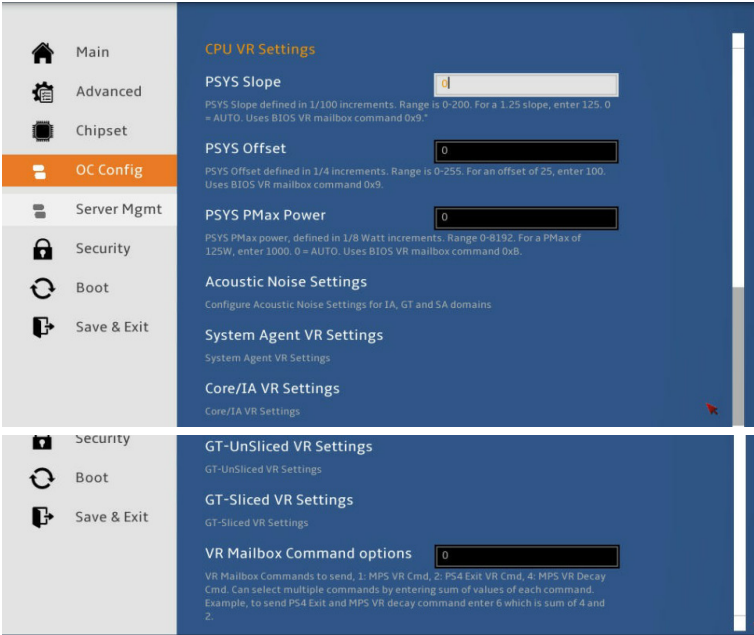 Main
Advanced
Chipset
OC Config
Server Mgmt
Security
Boot
Save & Exit
CPU VR Settings
PSYS Slope
0
PSYS Slope defined in 1/100 increments. Range is 0-200. For a 1.25 slope, enter 125. 0
= AUTO. Uses BIOS VR mailbox command 0x9."
PSYS Offset
0
PSYS Offset defined in 1/4 increments. Range is 0-255. For an offset of 25, enter 100.
Uses BIOS VR mailbox command 0x9.
PSYS PMax Power
0
PSYS PMax power, defined in 1/8 Watt increments. Range 0-8192. For a PMax of
125W, enter 1000. 0 = AUTO. Uses BIOS VR mailbox command 0xB.
Acoustic Noise Settings
Configure Acoustic Noise Settings for IA, GT and SA domains
System Agent VR Settings
System Agent VR Settings
Core/IA VR Settings
Core/IA VR Settings
Security
Boot
Save & Exit
GT-UnSliced VR Settings
GT-UnSliced VR Settings
GT-Sliced VR Settings
GT-Sliced VR Settings
VR Mailbox Command options
0
VR Mailbox Commands to send, 1: MPS VR Cmd, 2: PS4 Exit VR Cmd, 4: MPS VR Decay
Cmd. Can select multiple commands by entering sum of values of each command.
Example, to send PS4 Exit and MPS VR decay command enter 6 which is sum of 4 and
2.